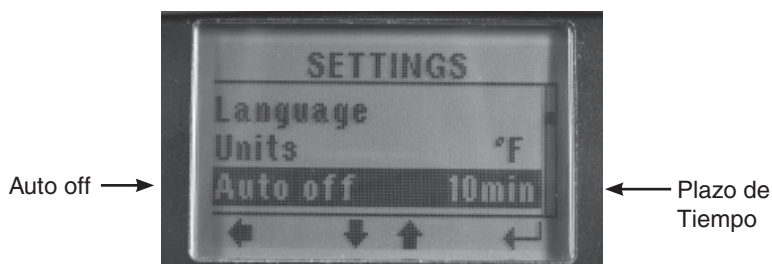 SETTINGS
Language
Units °F
Auto off → Auto off 10min ← Plazo de
Tiempo